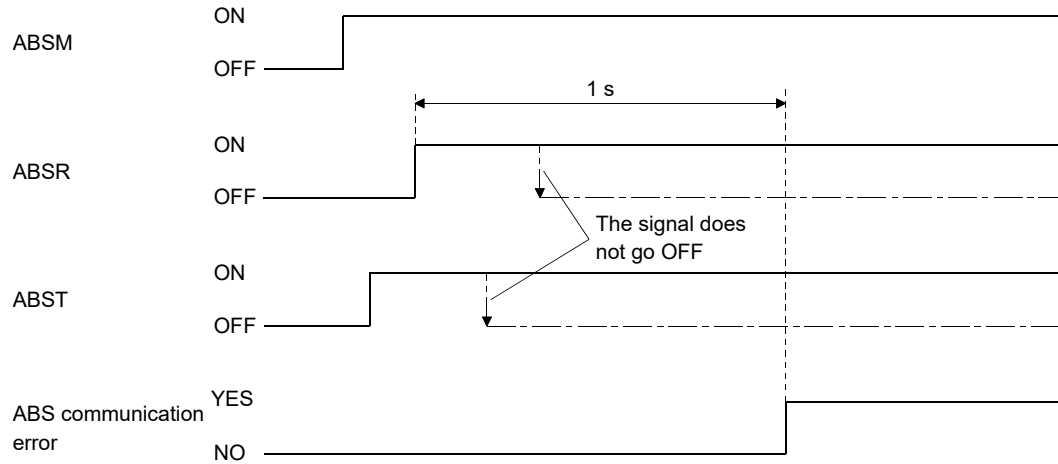 ON
ABSM
OFF
1 s
ON
ABSR
OFF
The signal does
not go OFF
ON
ABST
OFF
YES
ABS communication
error
NO